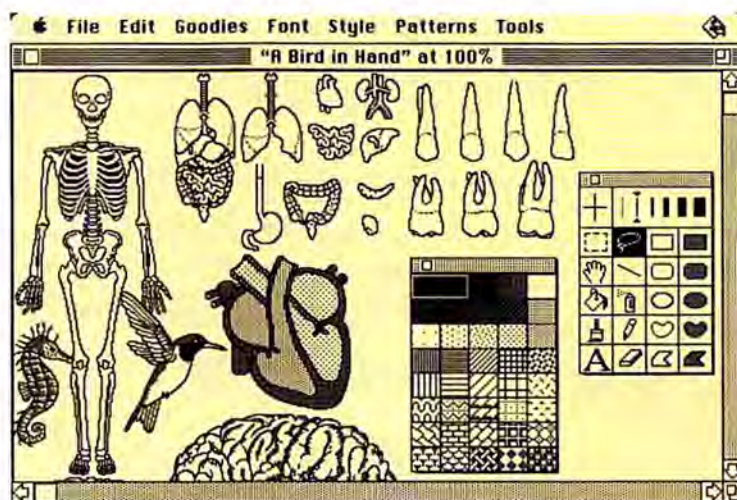 File Edit Goodies Font Style Patterns Tools
“A Bird in Hand” at 100%
A